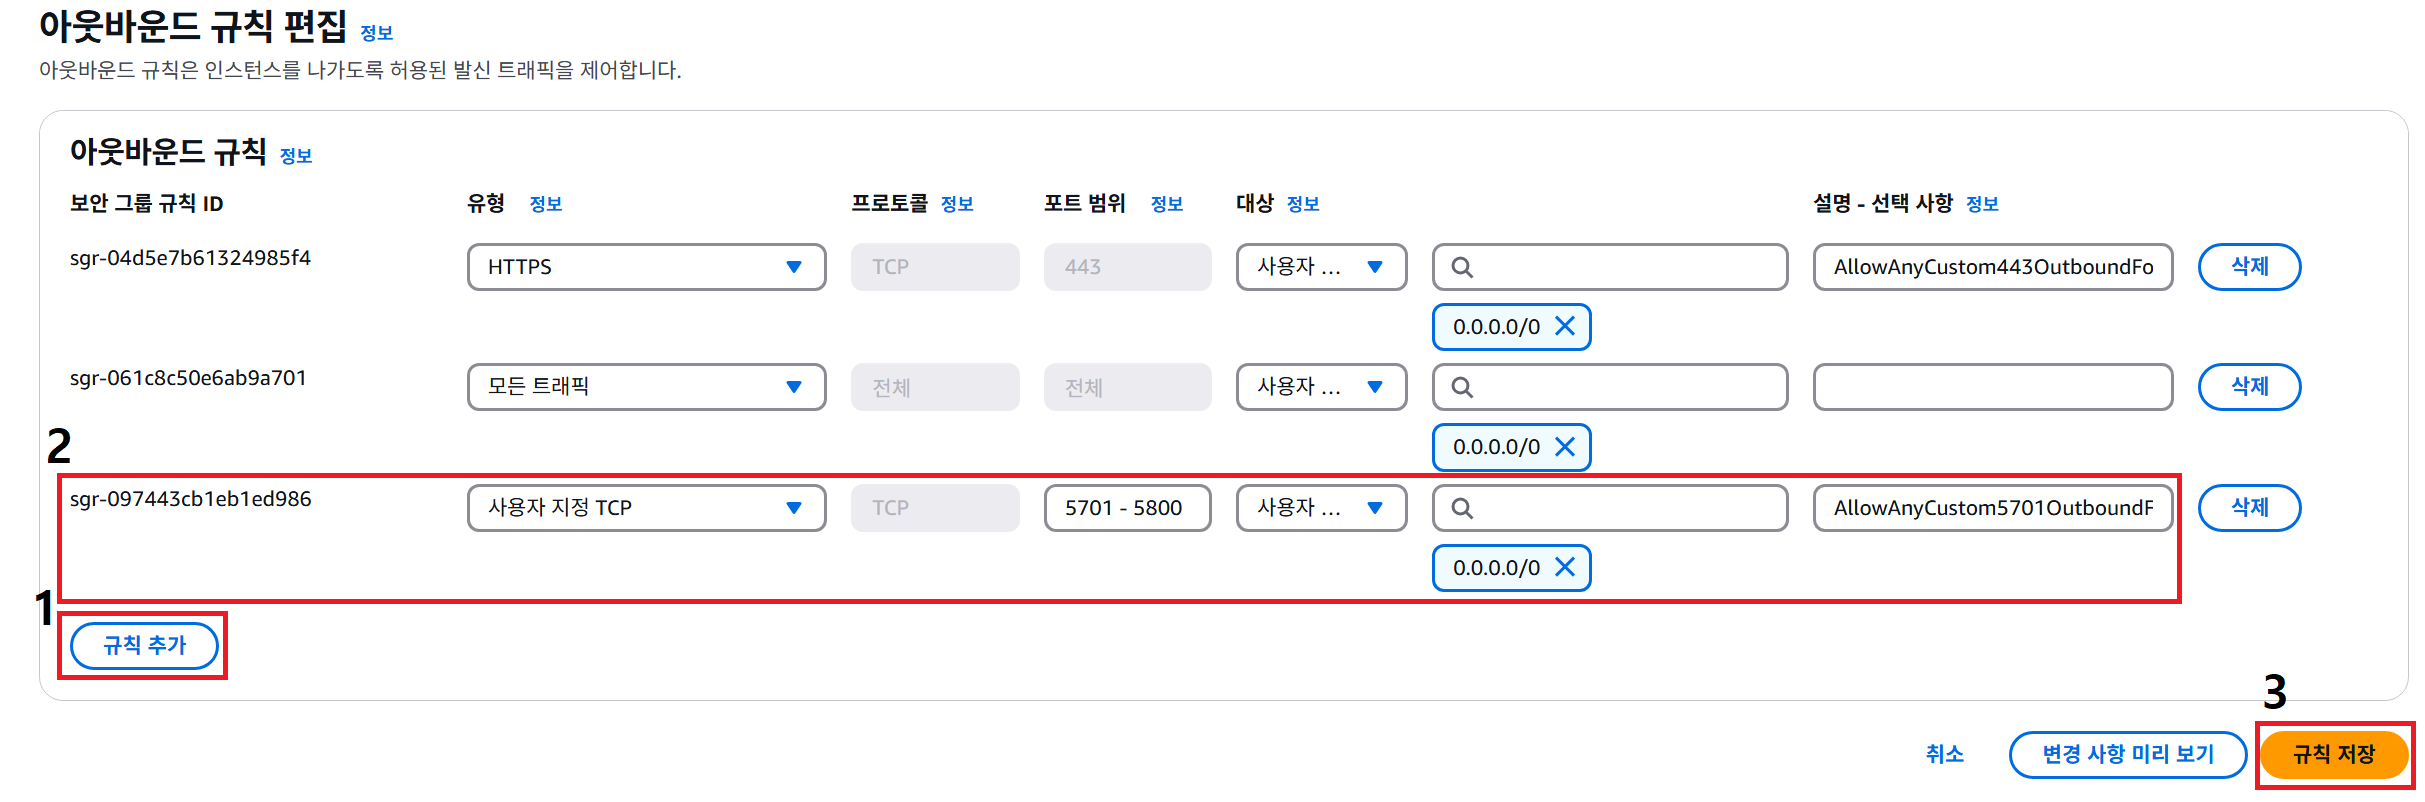 아웃바운드 규칙 편집 정보
아웃바운드 규칙은 인스턴스를 나가도록 허용된 발신 트래픽을 제어합니다.
아웃바운드 규칙 정보
보안 그룹 규칙 ID 유형 정보 프로토콜 정보 포트 범위 정보 대상 정보 설명 - 선택 사항 정보
sgr-04d5e7b61324985f4 HTTPS TCP 443 사용자 ... AllowAnyCustom443OutboundFo 삭제
0.0.0.0/0
sgr-061c8c50e6ab9a701 모든 트래픽 전체 전체 사용자 ... 삭제
0.0.0.0/0
2
sgr-097443cb1eb1ed986 사용자 지정 TCP TCP 5701 - 5800 사용자 ... AllowAnyCustom5701OutboundF 삭제
0.0.0.0/0
1
규칙 추가
3
취소 변경 사항 미리 보기 규칙 저장